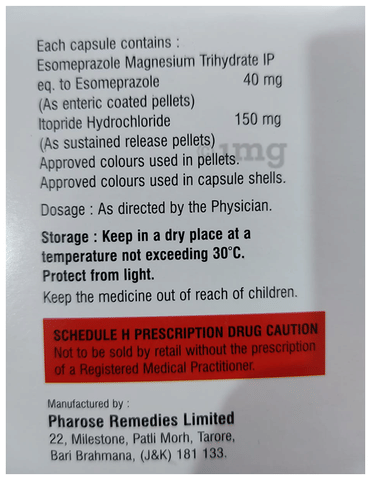 Each capsule contains :
Esomeprazole Magnesium Trihydrate IP
eq. to Esomeprazole 40 mg
(As enteric coated pellets)
Itopride Hydrochloride 150 mg
(As sustained release pellets)
1mg
Approved colours used in pellets.
Approved colours used in capsule shells.
Dosage : As directed by the Physician.
Storage : Keep in a dry place at a
temperature not exceeding 30°C.
Protect from light.
Keep the medicine out of reach of children.
SCHEDULE H PRESCRIPTION DRUG CAUTION
Not to be sold by retail without the prescription
of a Registered Medical Practitioner.
Manufactured by :
Pharose Remedies Limited
22, Milestone, Patli Morh, Tarore,
Bari Brahmana, (J&K) 181 133.